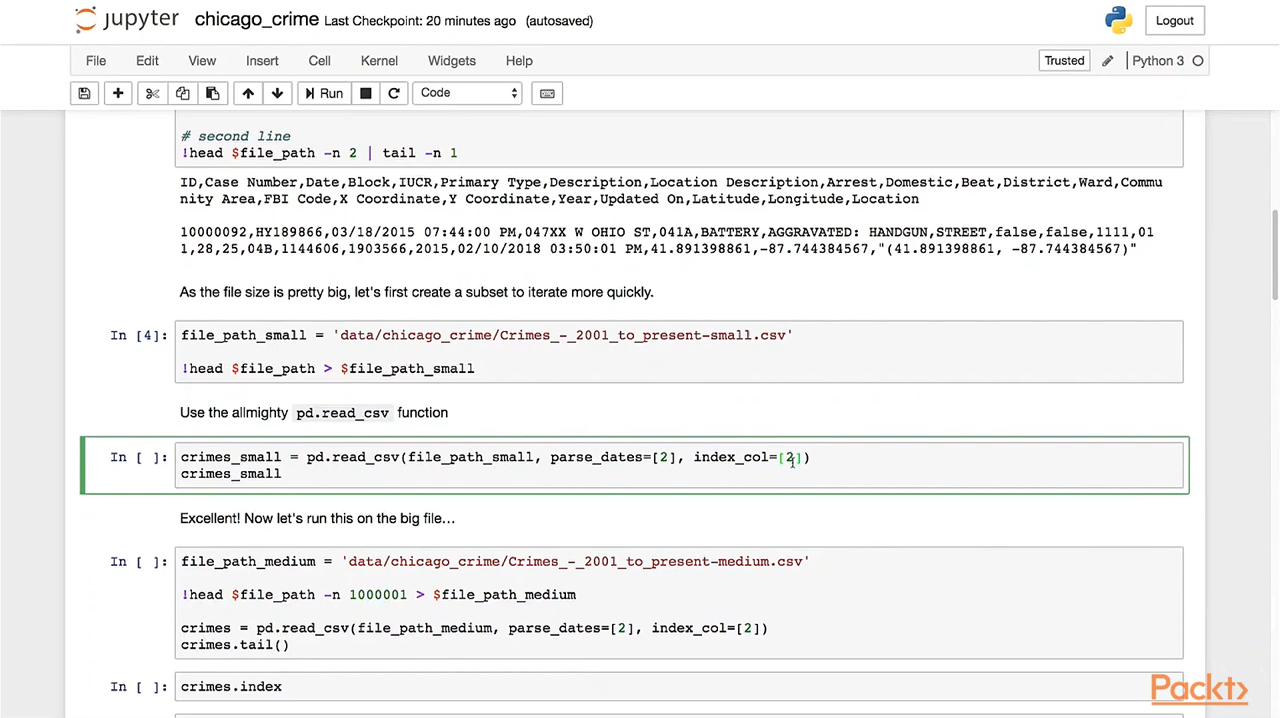 jupyter chicago_crime Last Checkpoint: 20 minutes ago (autosaved) Logout
File Edit View Insert Cell Kernel Widgets Help Trusted Python 3
Run Code
# second line
!head $file_path -n 2 | tail -n 1
ID,Case Number,Date,Block,IUCR,Primary Type,Description,Location Description,Arrest,Domestic,Beat,District,Ward,Commu
nity Area,FBI Code,X Coordinate,Y Coordinate,Year,Updated On,Latitude,Longitude,Location
10000092,HY189866,03/18/2015 07:44:00 PM,047XX W OHIO ST,041A,BATTERY,AGGRAVATED: HANDGUN,STREET,false,false,1111,01
1,28,25,04B,1144606,1903566,2015,02/10/2018 03:50:01 PM,41.891398861,-87.744384567,"(41.891398861, -87.744384567)"
As the file size is pretty big, let's first create a subset to iterate more quickly.
In [4]: file_path_small = 'data/chicago_crime/Crimes_-_2001_to_present-small.csv'
!head $file_path > $file_path_small
Use the allmighty pd.read_csv function
In [ ]: crimes_small = pd.read_csv(file_path_small, parse_dates=[2], index_col=[2])
crimes_small
Excellent! Now let's run this on the big file…
In [ ]: file_path_medium = 'data/chicago_crime/Crimes_-_2001_to_present-medium.csv'
!head $file_path -n 1000001 > $file_path_medium
crimes = pd.read_csv(file_path_medium, parse_dates=[2], index_col=[2])
crimes.tail()
In [ ]: crimes.index
Packt>